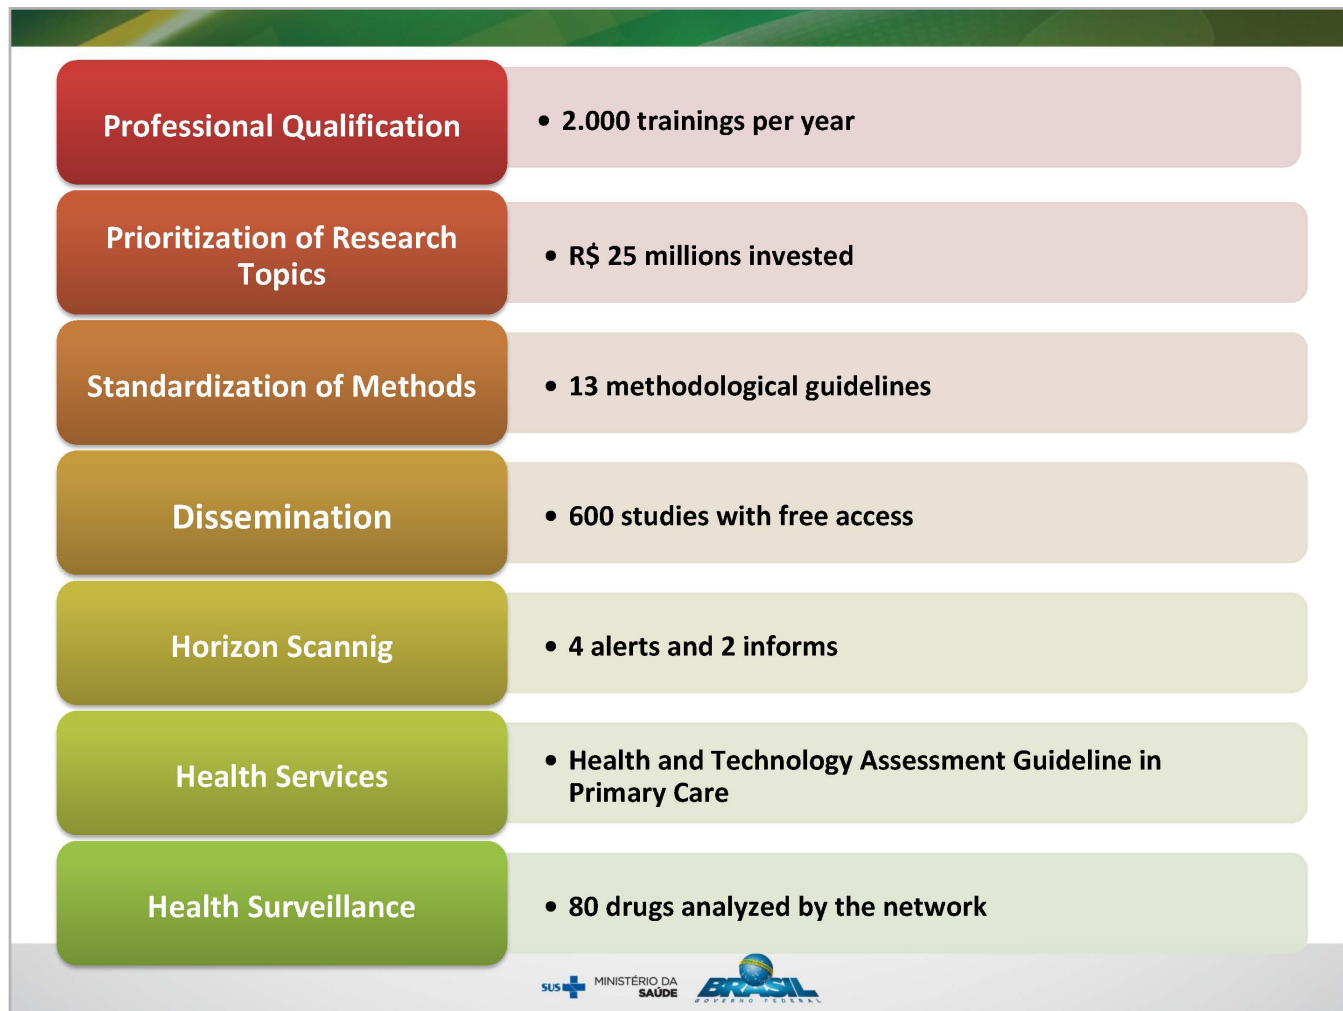 Professional Qualification
• 2.000 trainings per year
Prioritization of Research
Topics
• R$ 25 millions invested
Standardization of Methods
• 13 methodological guidelines
Dissemination
• 600 studies with free access
Horizon Scannig
• 4 alerts and 2 informs
Health Services
• Health and Technology Assessment Guideline in
Primary Care
Health Surveillance
• 80 drugs analyzed by the network
SUS
MINISTÉRIO DA
SAÚDE
BRASIL
GOVERNO FEDERAL